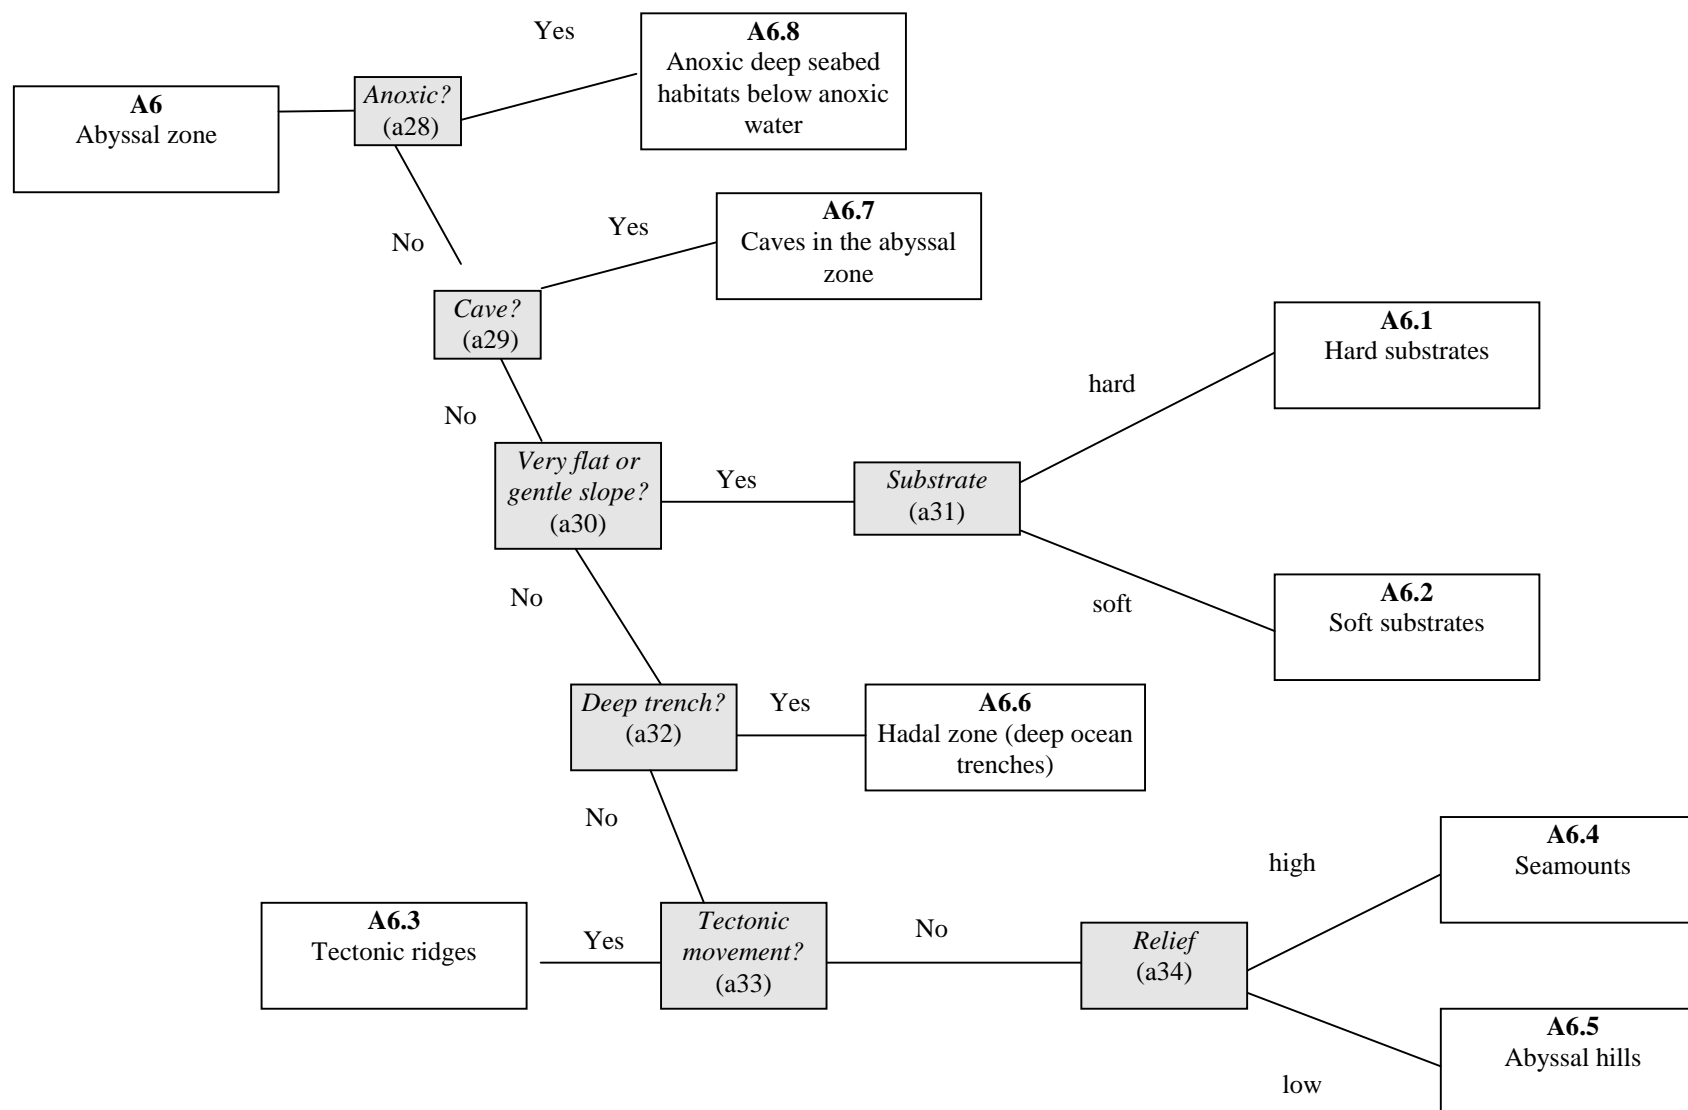 Yes
A6.8
Anoxic deep seabed
habitats below anoxic
water
Anoxic?
(a28)
A6
Abyssal zone
No
Yes
A6.7
Caves in the abyssal
zone
Cave?
(a29)
A6.1
Hard substrates
hard
No
Very flat or
gentle slope?
(a30)
Yes
Substrate
(a31)
soft
A6.2
Soft substrates
No
Deep trench?
(a32)
Yes
A6.6
Hadal zone (deep ocean
trenches)
No
A6.4
Seamounts
high
A6.3
Tectonic ridges
Yes
Tectonic
movement?
(a33)
No
Relief
(a34)
A6.5
Abyssal hills
low